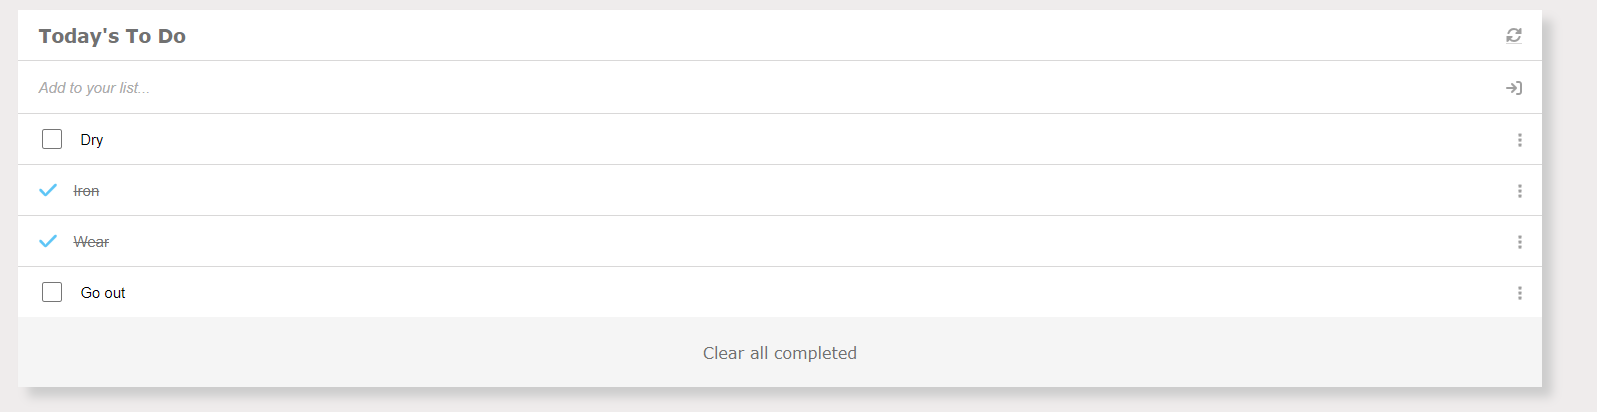 Today's To Do
Add to your list...
Dry
Iron
Wear
Go out
Clear all completed